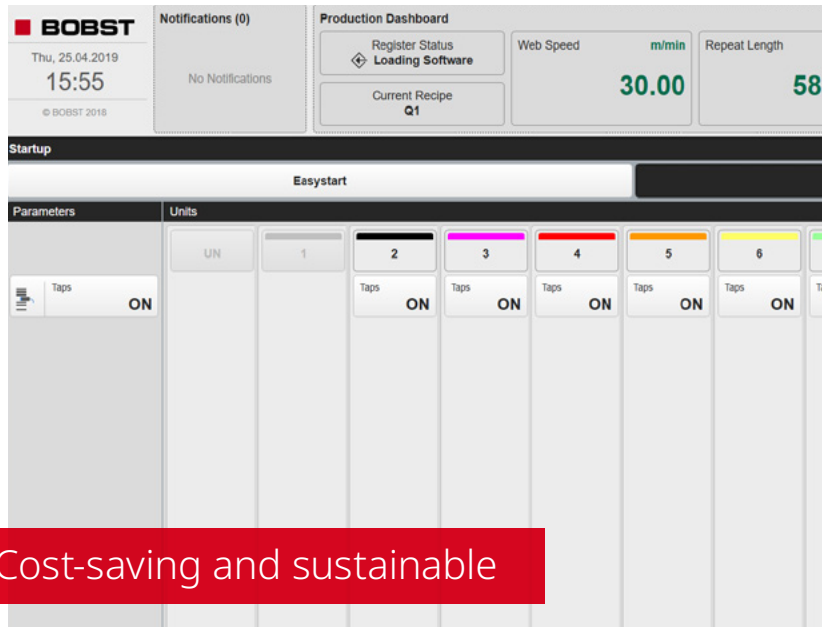 BOBST
Thu, 25.04.2019
15:55
© BOBST 2018
Notifications (0)
No Notifications
Production Dashboard
Register Status
Loading Software
Current Recipe
Q1
Web Speed m/min
30.00
Repeat Length
58
Startup
Easystart
Parameters Units
UN 1 2 3 4 5 6
Taps ON
Taps ON
Taps ON
Taps ON
Taps ON
Taps ON
Cost-saving and sustainable